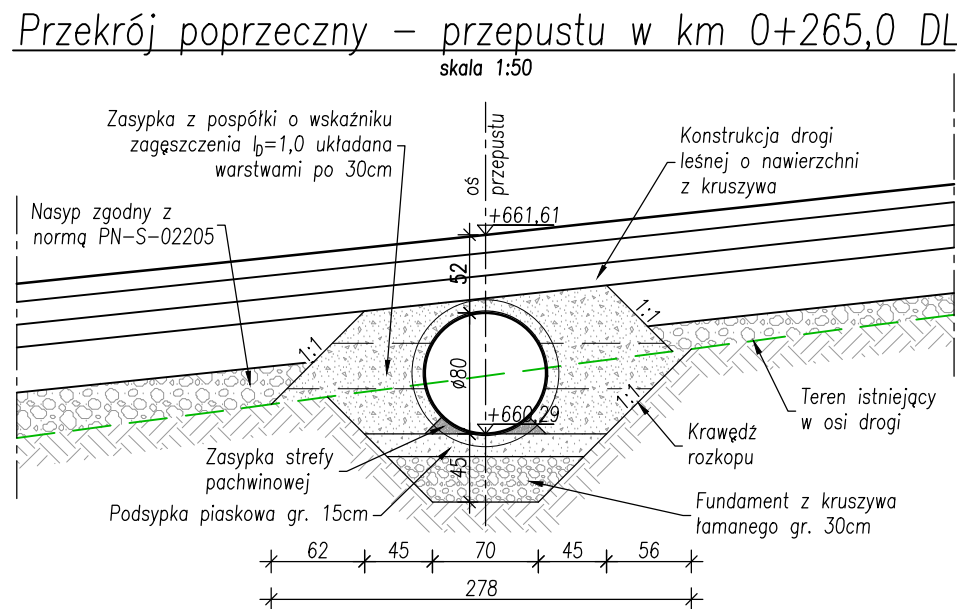 Przekrój poprzeczny – przepustu w km 0+265,0 DL
skala 1:50
Zasypka z pospółki o wskaźniku
zagęszczenia ID=1,0 układana
warstwami po 30cm
oś
przepustu
Konstrukcja drogi
leśnej o nawierzchni
z kruszywa
Nasyp zgodny z
normą PN-S-02205
+661,61
52
1:1
1:1
ø80
1:1
+660,29
45
Teren istniejący
w osi drogi
Krawędź
rozkopu
Zasypka strefy
pachwinowej
Podsypka piaskowa gr. 15cm
Fundament z kruszywa
łamanego gr. 30cm
62 45 70 45 56
278